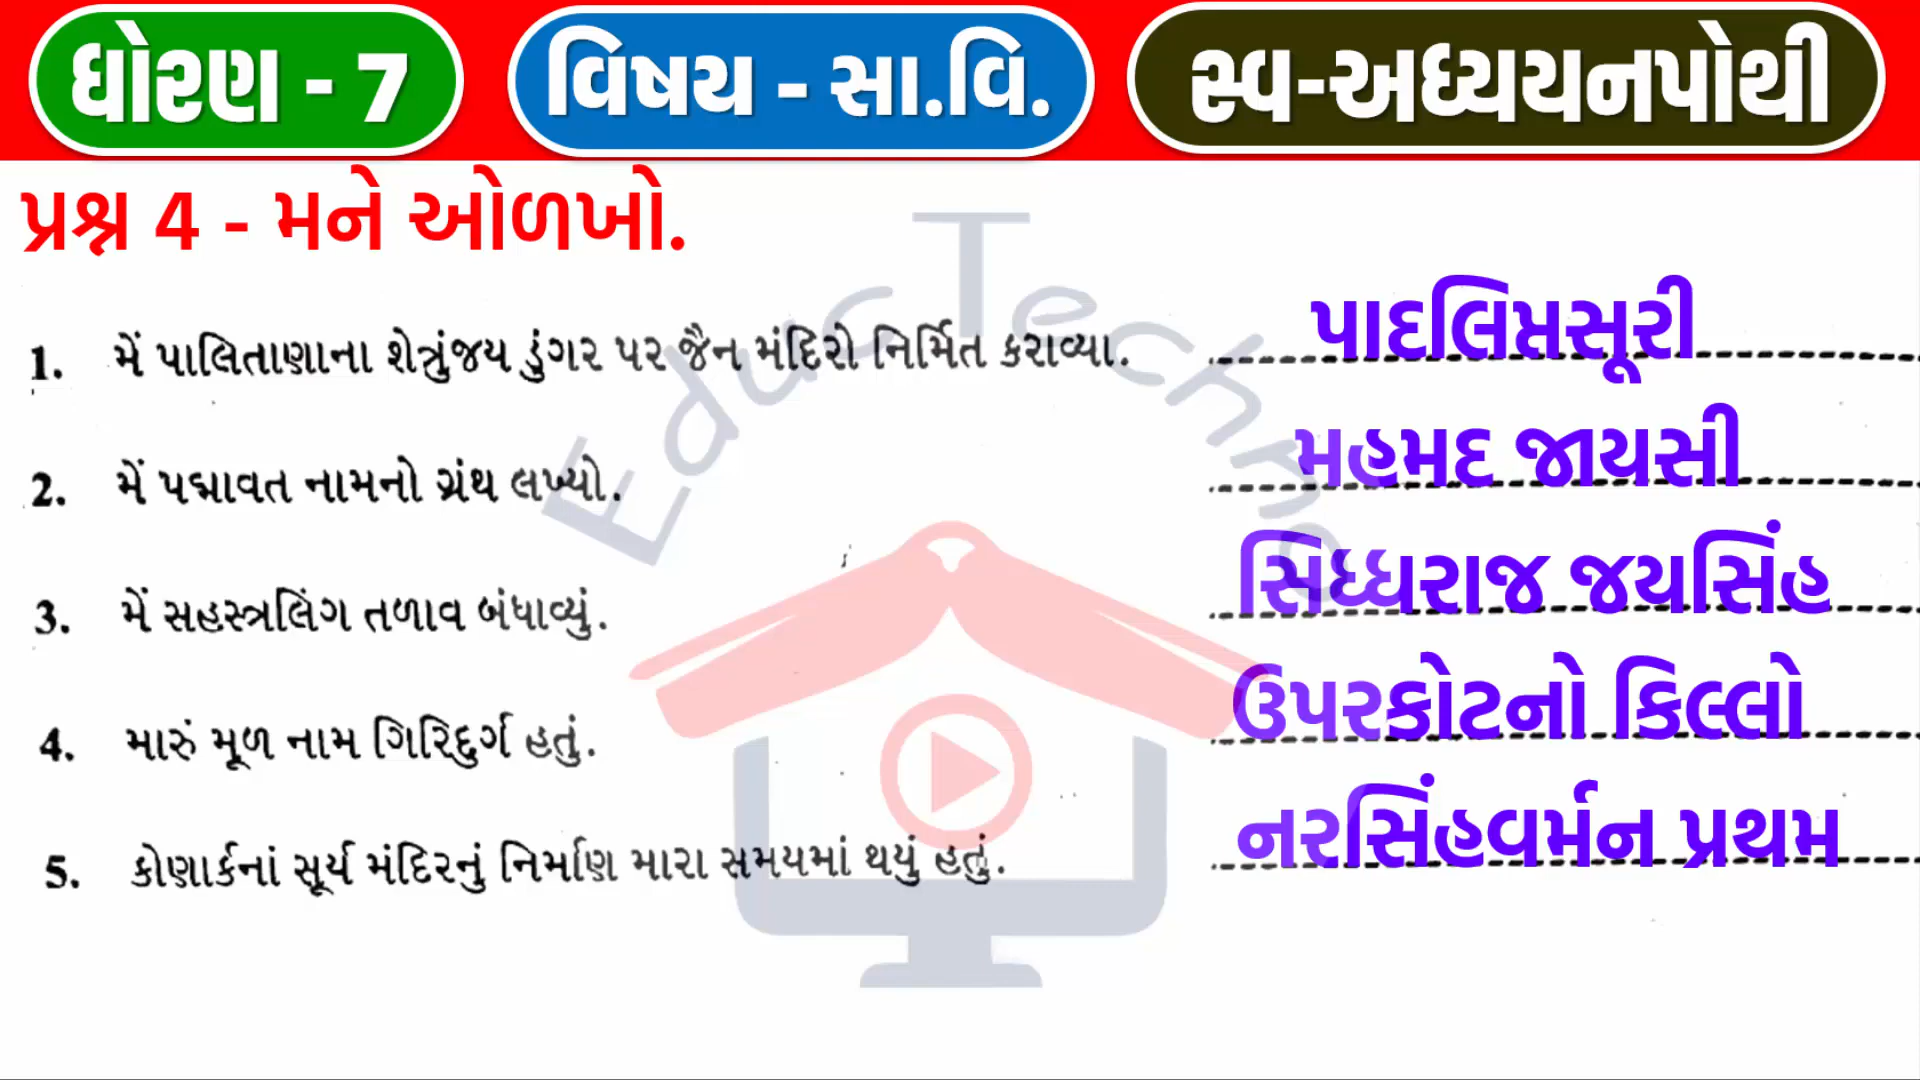 ધોરણ - 7 વિષય - સા.વિ. સ્વ-અધ્યયનપોથી
પ્રશ્ન 4 - મને ઓળખો.
1. મેં પાલિતાણાના શેત્રુંજય ડુંગર પર જૈન મંદિરો નિર્મિત કરાવ્યા. પાદલિપ્તસૂરી
2. મેં પદ્માવત નામનો ગ્રંથ લખ્યો. મહમદ જાયસી
3. મેં સહસ્ત્રલિંગ તળાવ બંધાવ્યું. સિધ્ધરાજ જયસિંહ
4. મારું મૂળ નામ ગિરિદુર્ગ હતું. ઉપરકોટનો કિલ્લો
5. કોણાર્કનાં સૂર્ય મંદિરનું નિર્માણ મારા સમયમાં થયું હતું. નરસિંહવર્મન પ્રથમ
Educ Techno